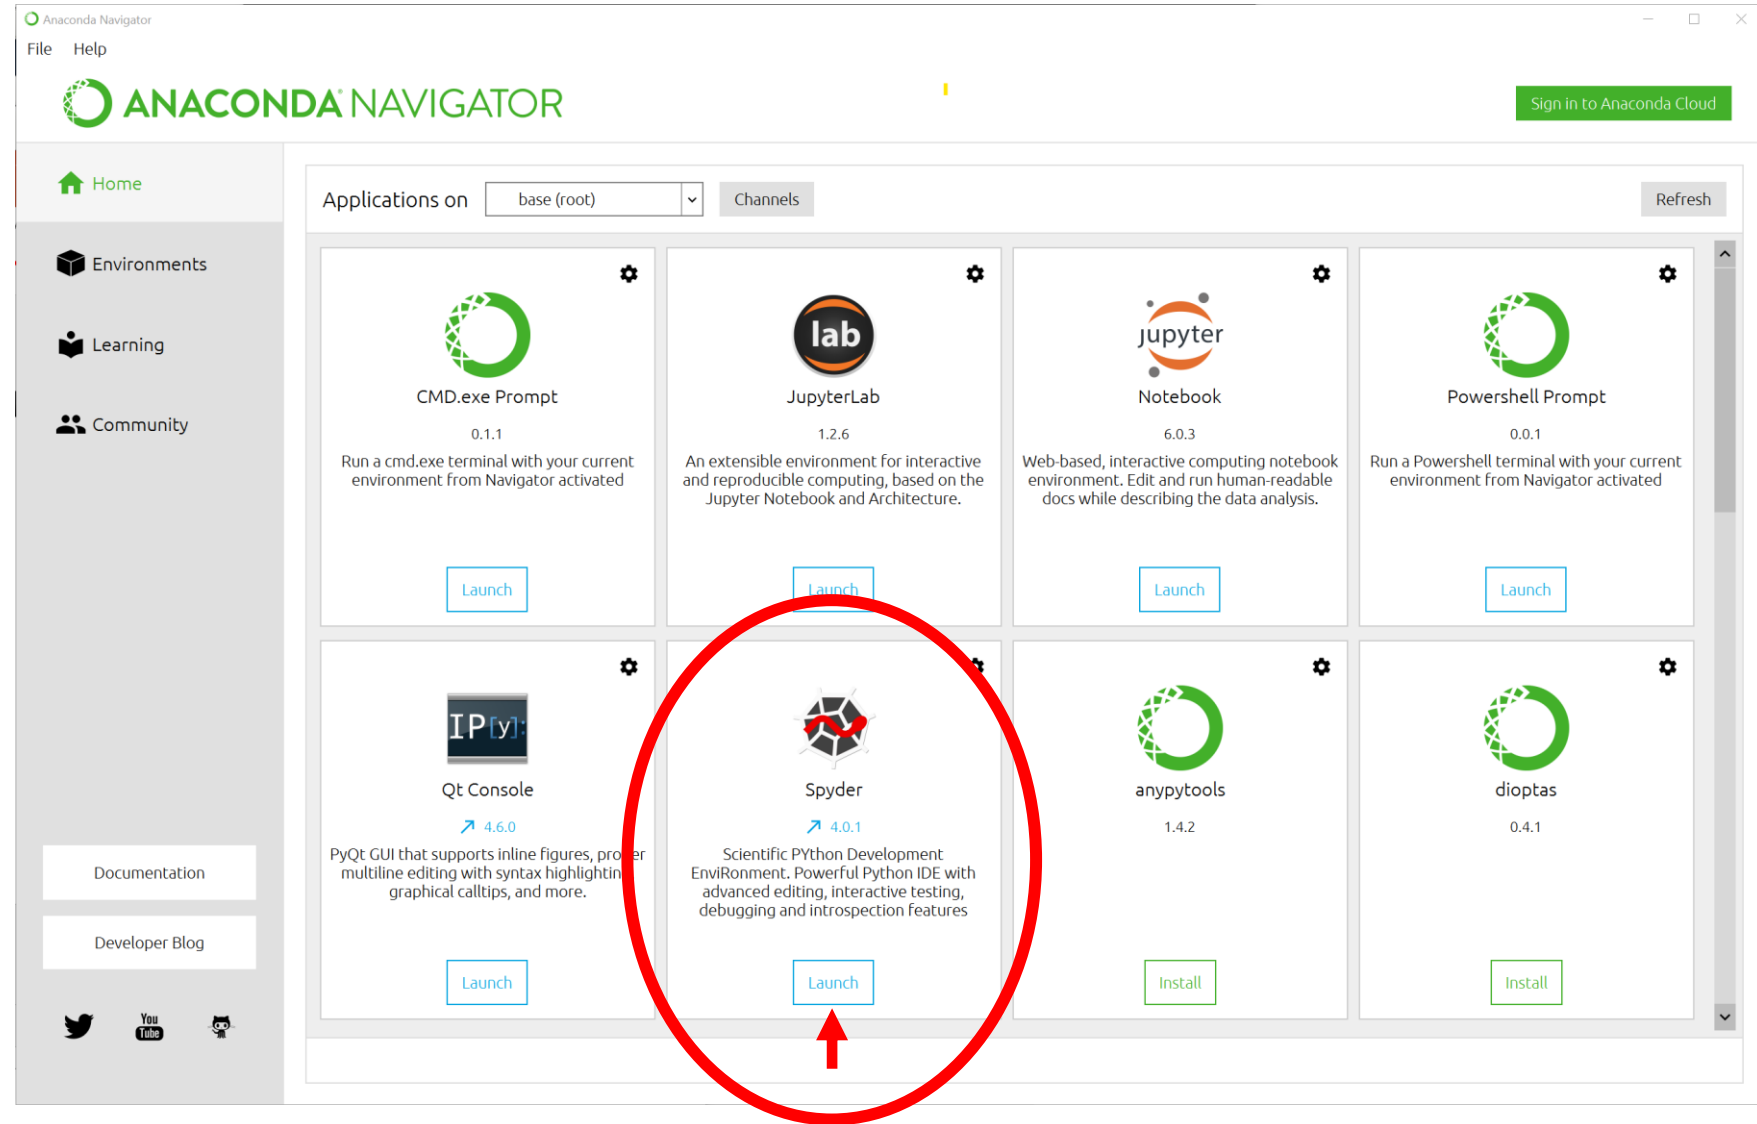 Anaconda Navigator
File Help
ANACONDA NAVIGATOR
Sign in to Anaconda Cloud
Home
Environments
Learning
Community
Documentation
Developer Blog
You
Tube
Applications on base (root) Channels Refresh
lab
jupyter
CMD.exe Prompt
0.1.1
Run a cmd.exe terminal with your current
environment from Navigator activated
Launch
JupyterLab
1.2.6
An extensible environment for interactive
and reproducible computing, based on the
Jupyter Notebook and Architecture.
Launch
Notebook
6.0.3
Web-based, interactive computing notebook
environment. Edit and run human-readable
docs while describing the data analysis.
Launch
Powershell Prompt
0.0.1
Run a Powershell terminal with your current
environment from Navigator activated
Launch
IP[y]:
Qt Console
4.6.0
PyQt GUI that supports inline figures, proper
multiline editing with syntax highlighting,
graphical calltips, and more.
Launch
Spyder
4.0.1
Scientific PYthon Development
EnviRonment. Powerful Python IDE with
advanced editing, interactive testing,
debugging and introspection features
Launch
anypytools
1.4.2
Install
dioptas
0.4.1
Install